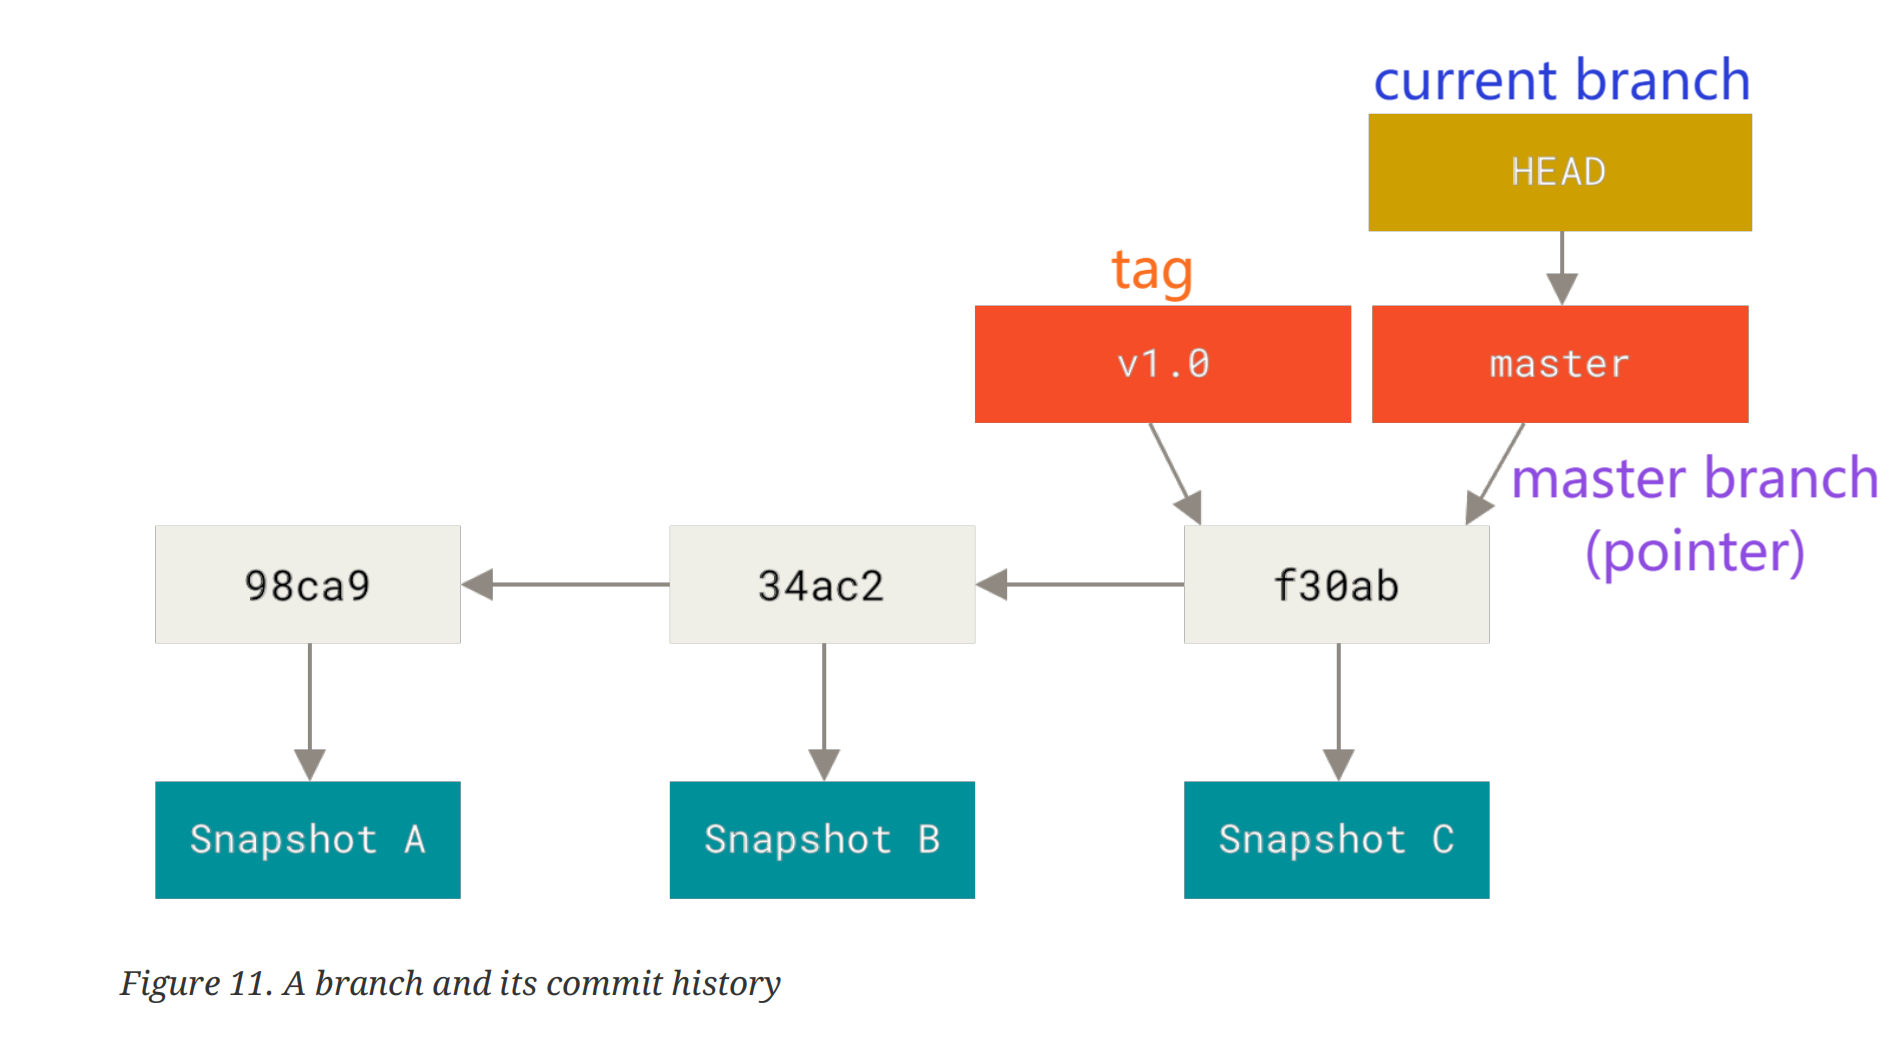 current branch
HEAD
tag
v1.0
master
master branch
(pointer)
98ca9
34ac2
f30ab
Snapshot A
Snapshot B
Snapshot C
Figure 11. A branch and its commit history